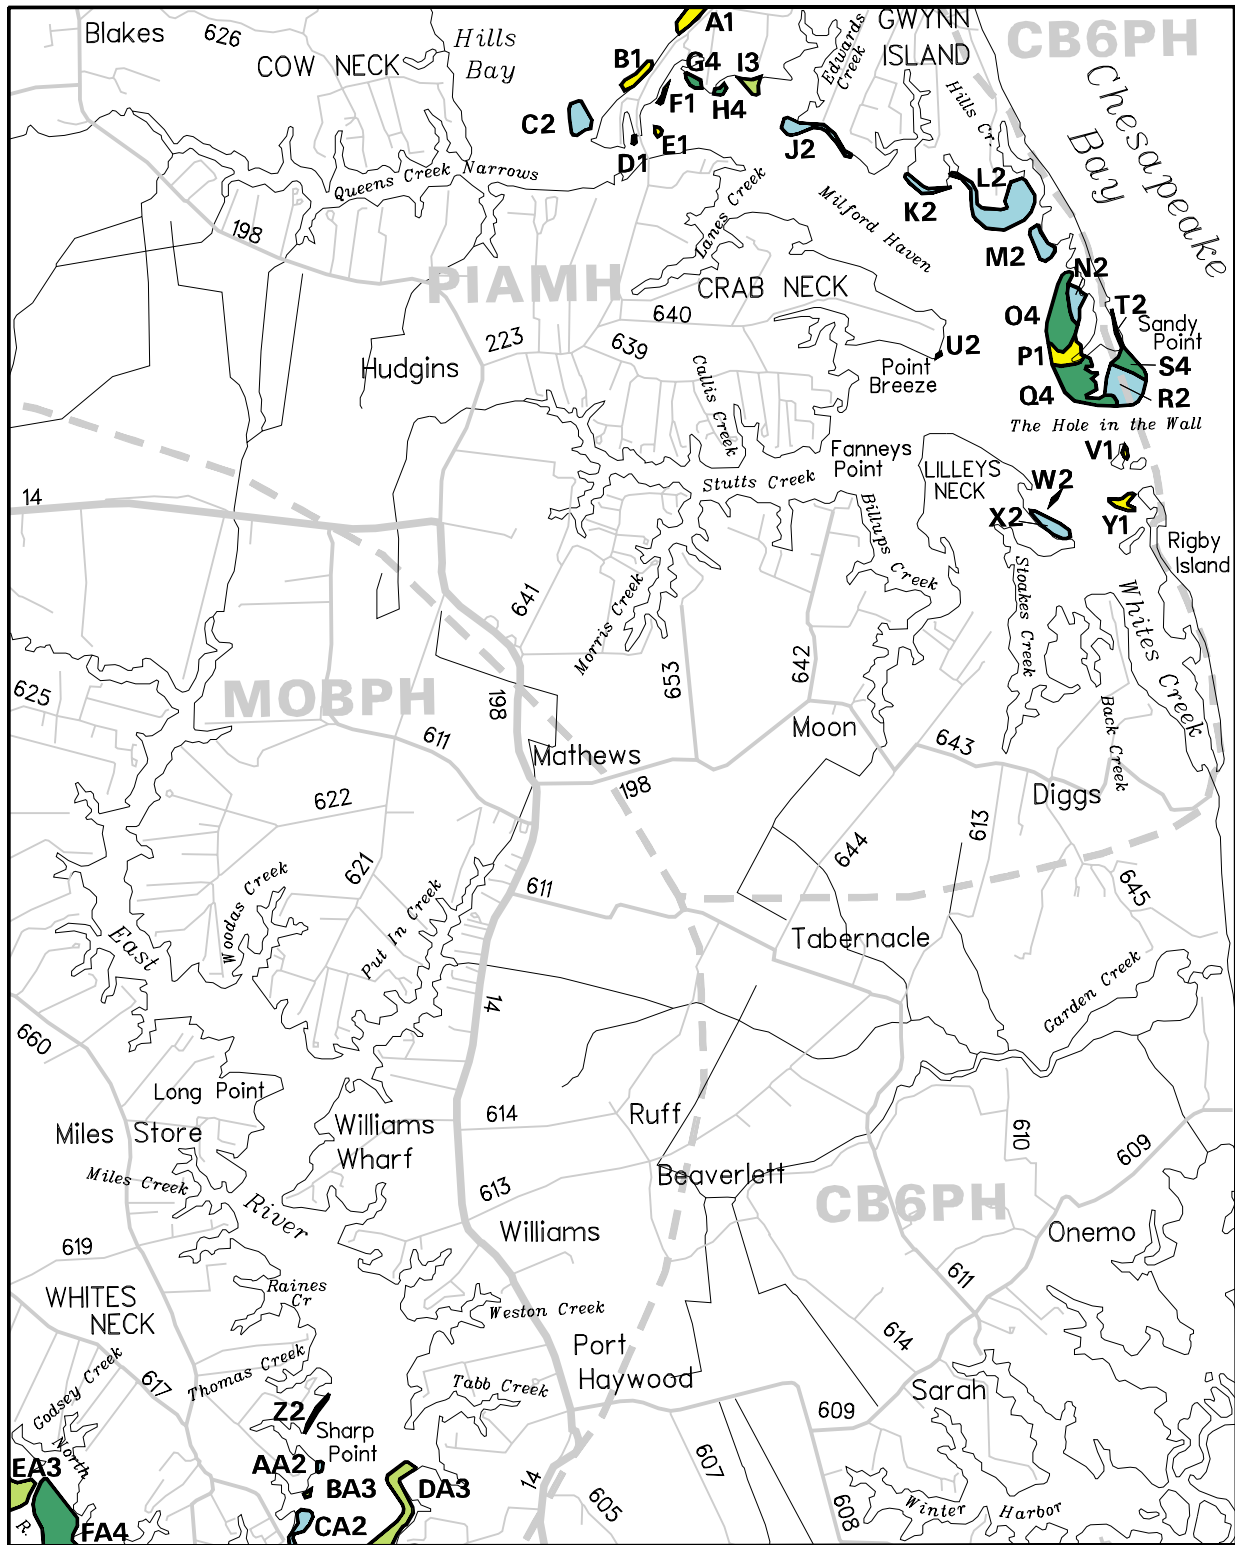 Blakes
626
COW NECK
Hills
Bay
A1
GWYNN
ISLAND
CB6PH
Edwards
Creek
Chesapeake
Bay
B1
G4
I3
F1
H4
C2
D1
E1
J2
Hills Cr.
Queens Creek Narrows
Lanes Creek
K2
L2
Milford Haven
198
M2
PIAMH
CRAB NECK
N2
O4
T2
Sandy
Point
640
223
639
P1
U2
S4
Hudgins
Callis Creek
Point
Breeze
Q4
R2
The Hole in the Wall
Fanneys
Point
V1
LILLEYS
NECK
W2
Stutts Creek
14
X2
Y1
Billups Creek
Rigby
Island
641
Morris Creek
Stoakes Creek
Whites Creek
653
642
625
MOBPH
198
611
Moon
643
Back Creek
Mathews
198
622
Diggs
613
644
621
Woodas Creek
Put In Creek
611
645
East
Tabernacle
14
Garden Creek
660
Long Point
Miles Store
Williams
Wharf
614
Ruff
610
609
Miles Creek
Beaverlett
613
CB6PH
River
Williams
Onemo
619
611
Raines
Cr
WHITES
NECK
Weston Creek
Port
Haywood
614
Godsey Creek
617
Thomas Creek
Tabb Creek
Sarah
Z2
Sharp
Point
609
North
R.
EA3
AA2
BA3
DA3
607
14
605
608
Winter Harbor
CA2
FA4